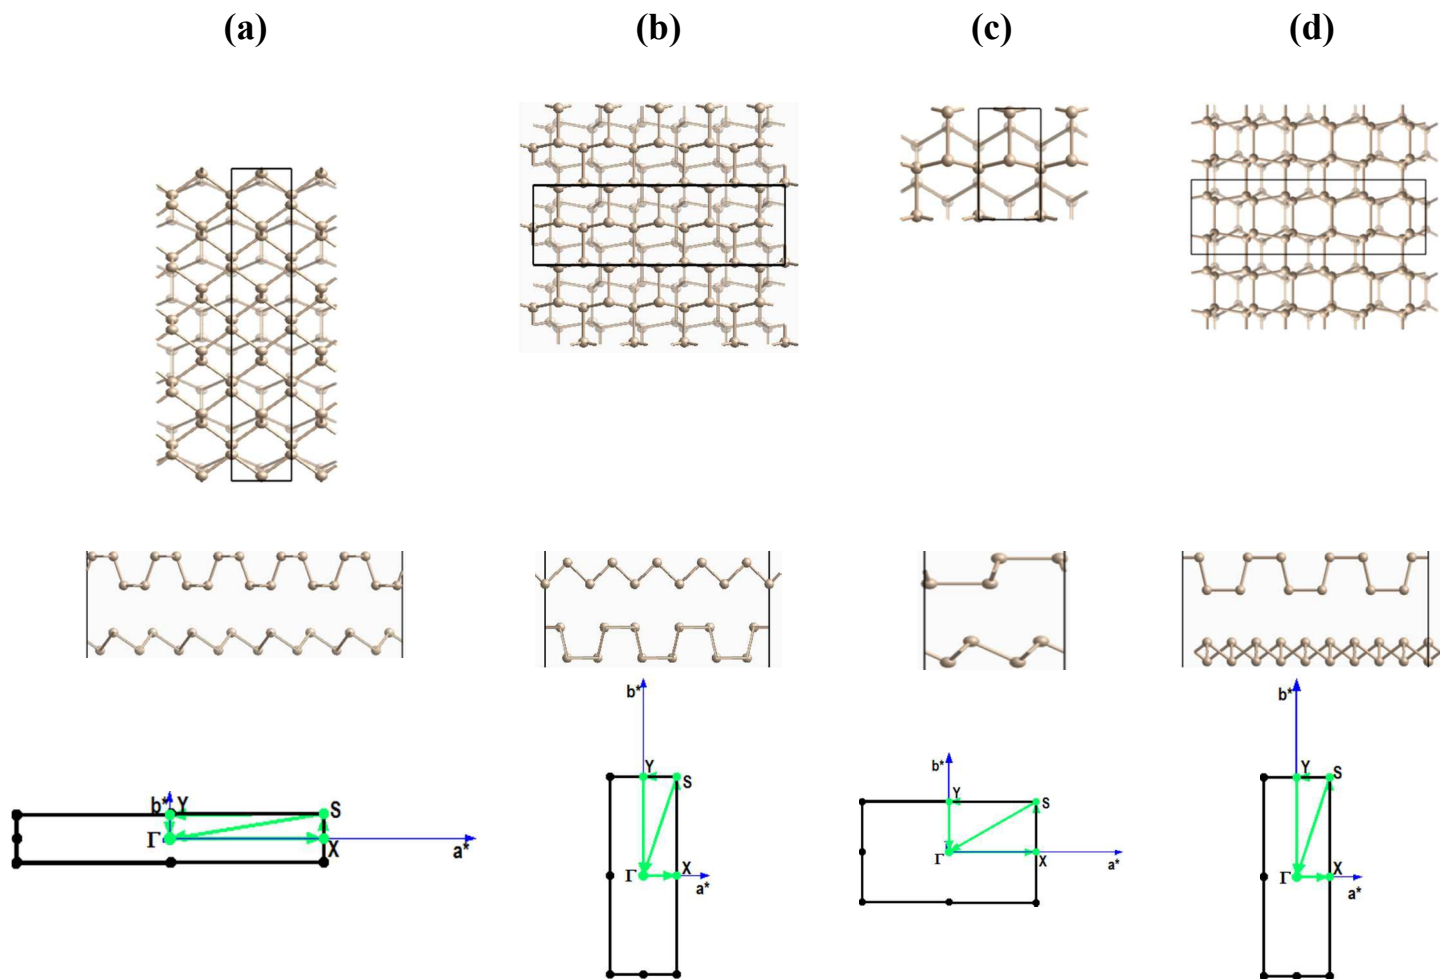 (a) (b) (c) (d)
b* Y S
Γ X
a*
b*
Y S
Γ X
a*
b*
Y S
Γ X
a*
b*
Y S
Γ X
a*